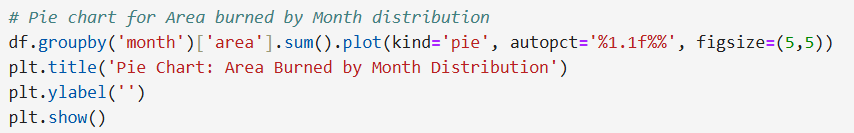 # Pie chart for Area burned by Month distribution
df.groupby('month')['area'].sum().plot(kind='pie', autopct='%1.1f%%', figsize=(5,5))
plt.title('Pie Chart: Area Burned by Month Distribution')
plt.ylabel('')
plt.show()